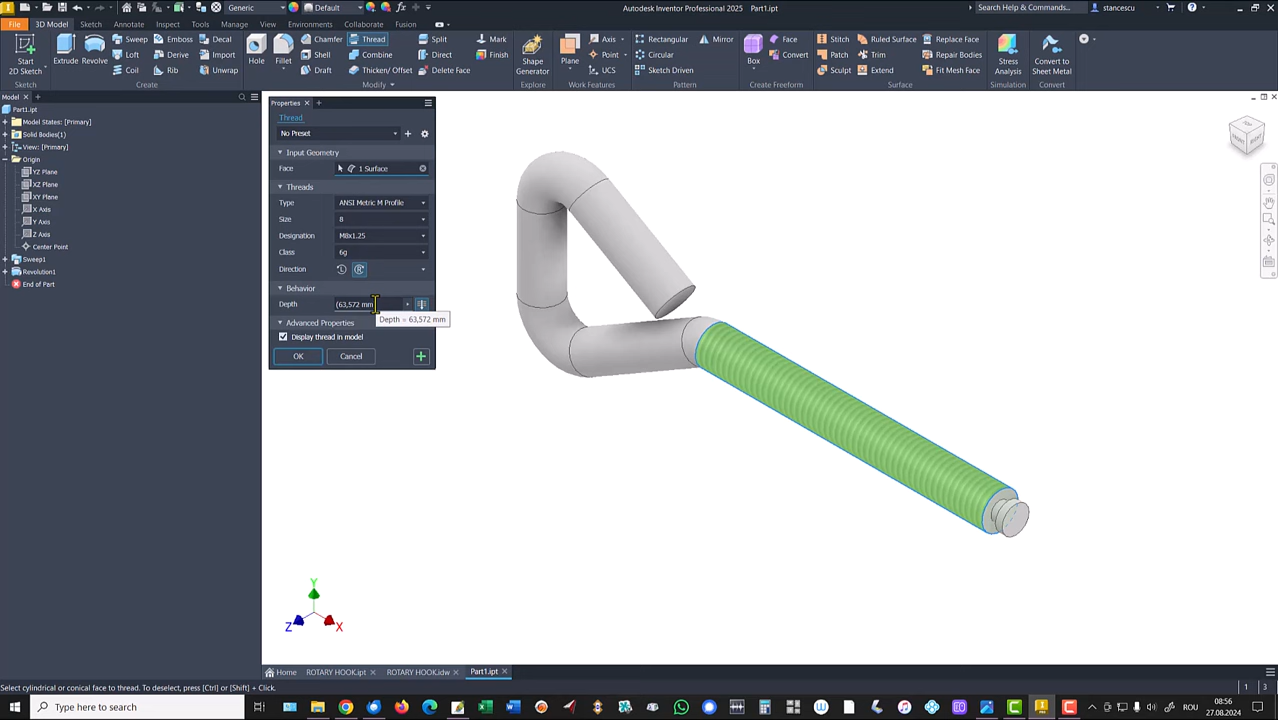 Generic
Default
Autodesk Inventor Professional 2025 Part1.ipt
Search Help & Commands...
stancescu
File
3D Model
Sketch
Annotate
Inspect
Tools
Manage
View
Environments
Collaborate
Fusion
Start
2D Sketch
Extrude
Revolve
Sweep
Loft
Coil
Emboss
Derive
Rib
Decal
Import
Unwrap
Hole
Fillet
Chamfer
Shell
Draft
Thread
Combine
Thicken/ Offset
Split
Direct
Delete Face
Mark
Finish
Shape
Generator
Plane
Axis
Point
UCS
Rectangular
Circular
Sketch Driven
Mirror
Box
Face
Convert
Stitch
Patch
Sculpt
Ruled Surface
Trim
Extend
Replace Face
Repair Bodies
Fit Mesh Face
Stress
Analysis
Convert to
Sheet Metal
Sketch
Create
Modify
Explore
Work Features
Pattern
Create Freeform
Surface
Simulation
Convert
Model
Part1.ipt
Model States: [Primary]
Solid Bodies(1)
View: [Primary]
Origin
YZ Plane
XZ Plane
XY Plane
X Axis
Y Axis
Z Axis
Center Point
Sweep1
Revolution1
End of Part
Properties
Thread
No Preset
Input Geometry
Face 1 Surface
Threads
Type ANSI Metric M Profile
Size 8
Designation M8x1.25
Class 6g
Direction
Behavior
Depth (63,572 mm
Depth = 63,572 mm
Advanced Properties
Display thread in model
OK
Cancel
Y
Z
X
Home
ROTARY HOOK.ipt
ROTARY HOOK.idw
Part1.ipt
Select cylindrical or conical face to thread. To deselect, press [Ctrl] or [Shift] + Click.
1
3
Type here to search
ROU
08:56
27.08.2024